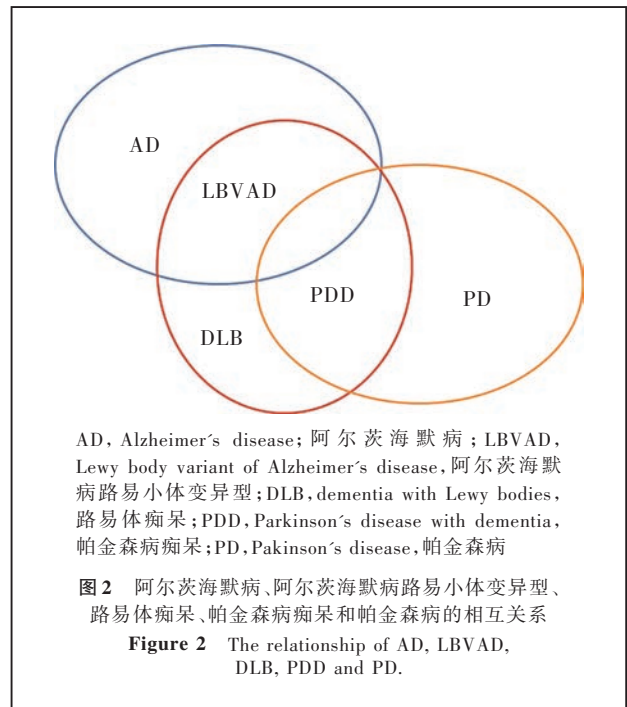 AD
LBVAD
PDD
PD
DLB
AD, Alzheimer´s disease; 阿尔茨海默病; LBVAD,
Lewy body variant of Alzheimer´s disease,阿尔茨海默
病路易小体变异型;DLB,dementia with Lewy bodies,
路易体痴呆;PDD,Parkinson´s disease with dementia,
帕金森病痴呆;PD,Pakinson´s disease,帕金森病
图2 阿尔茨海默病、阿尔茨海默病路易小体变异型、
路易体痴呆、帕金森病痴呆和帕金森病的相互关系
Figure 2 The relationship of AD, LBVAD,
DLB, PDD and PD.